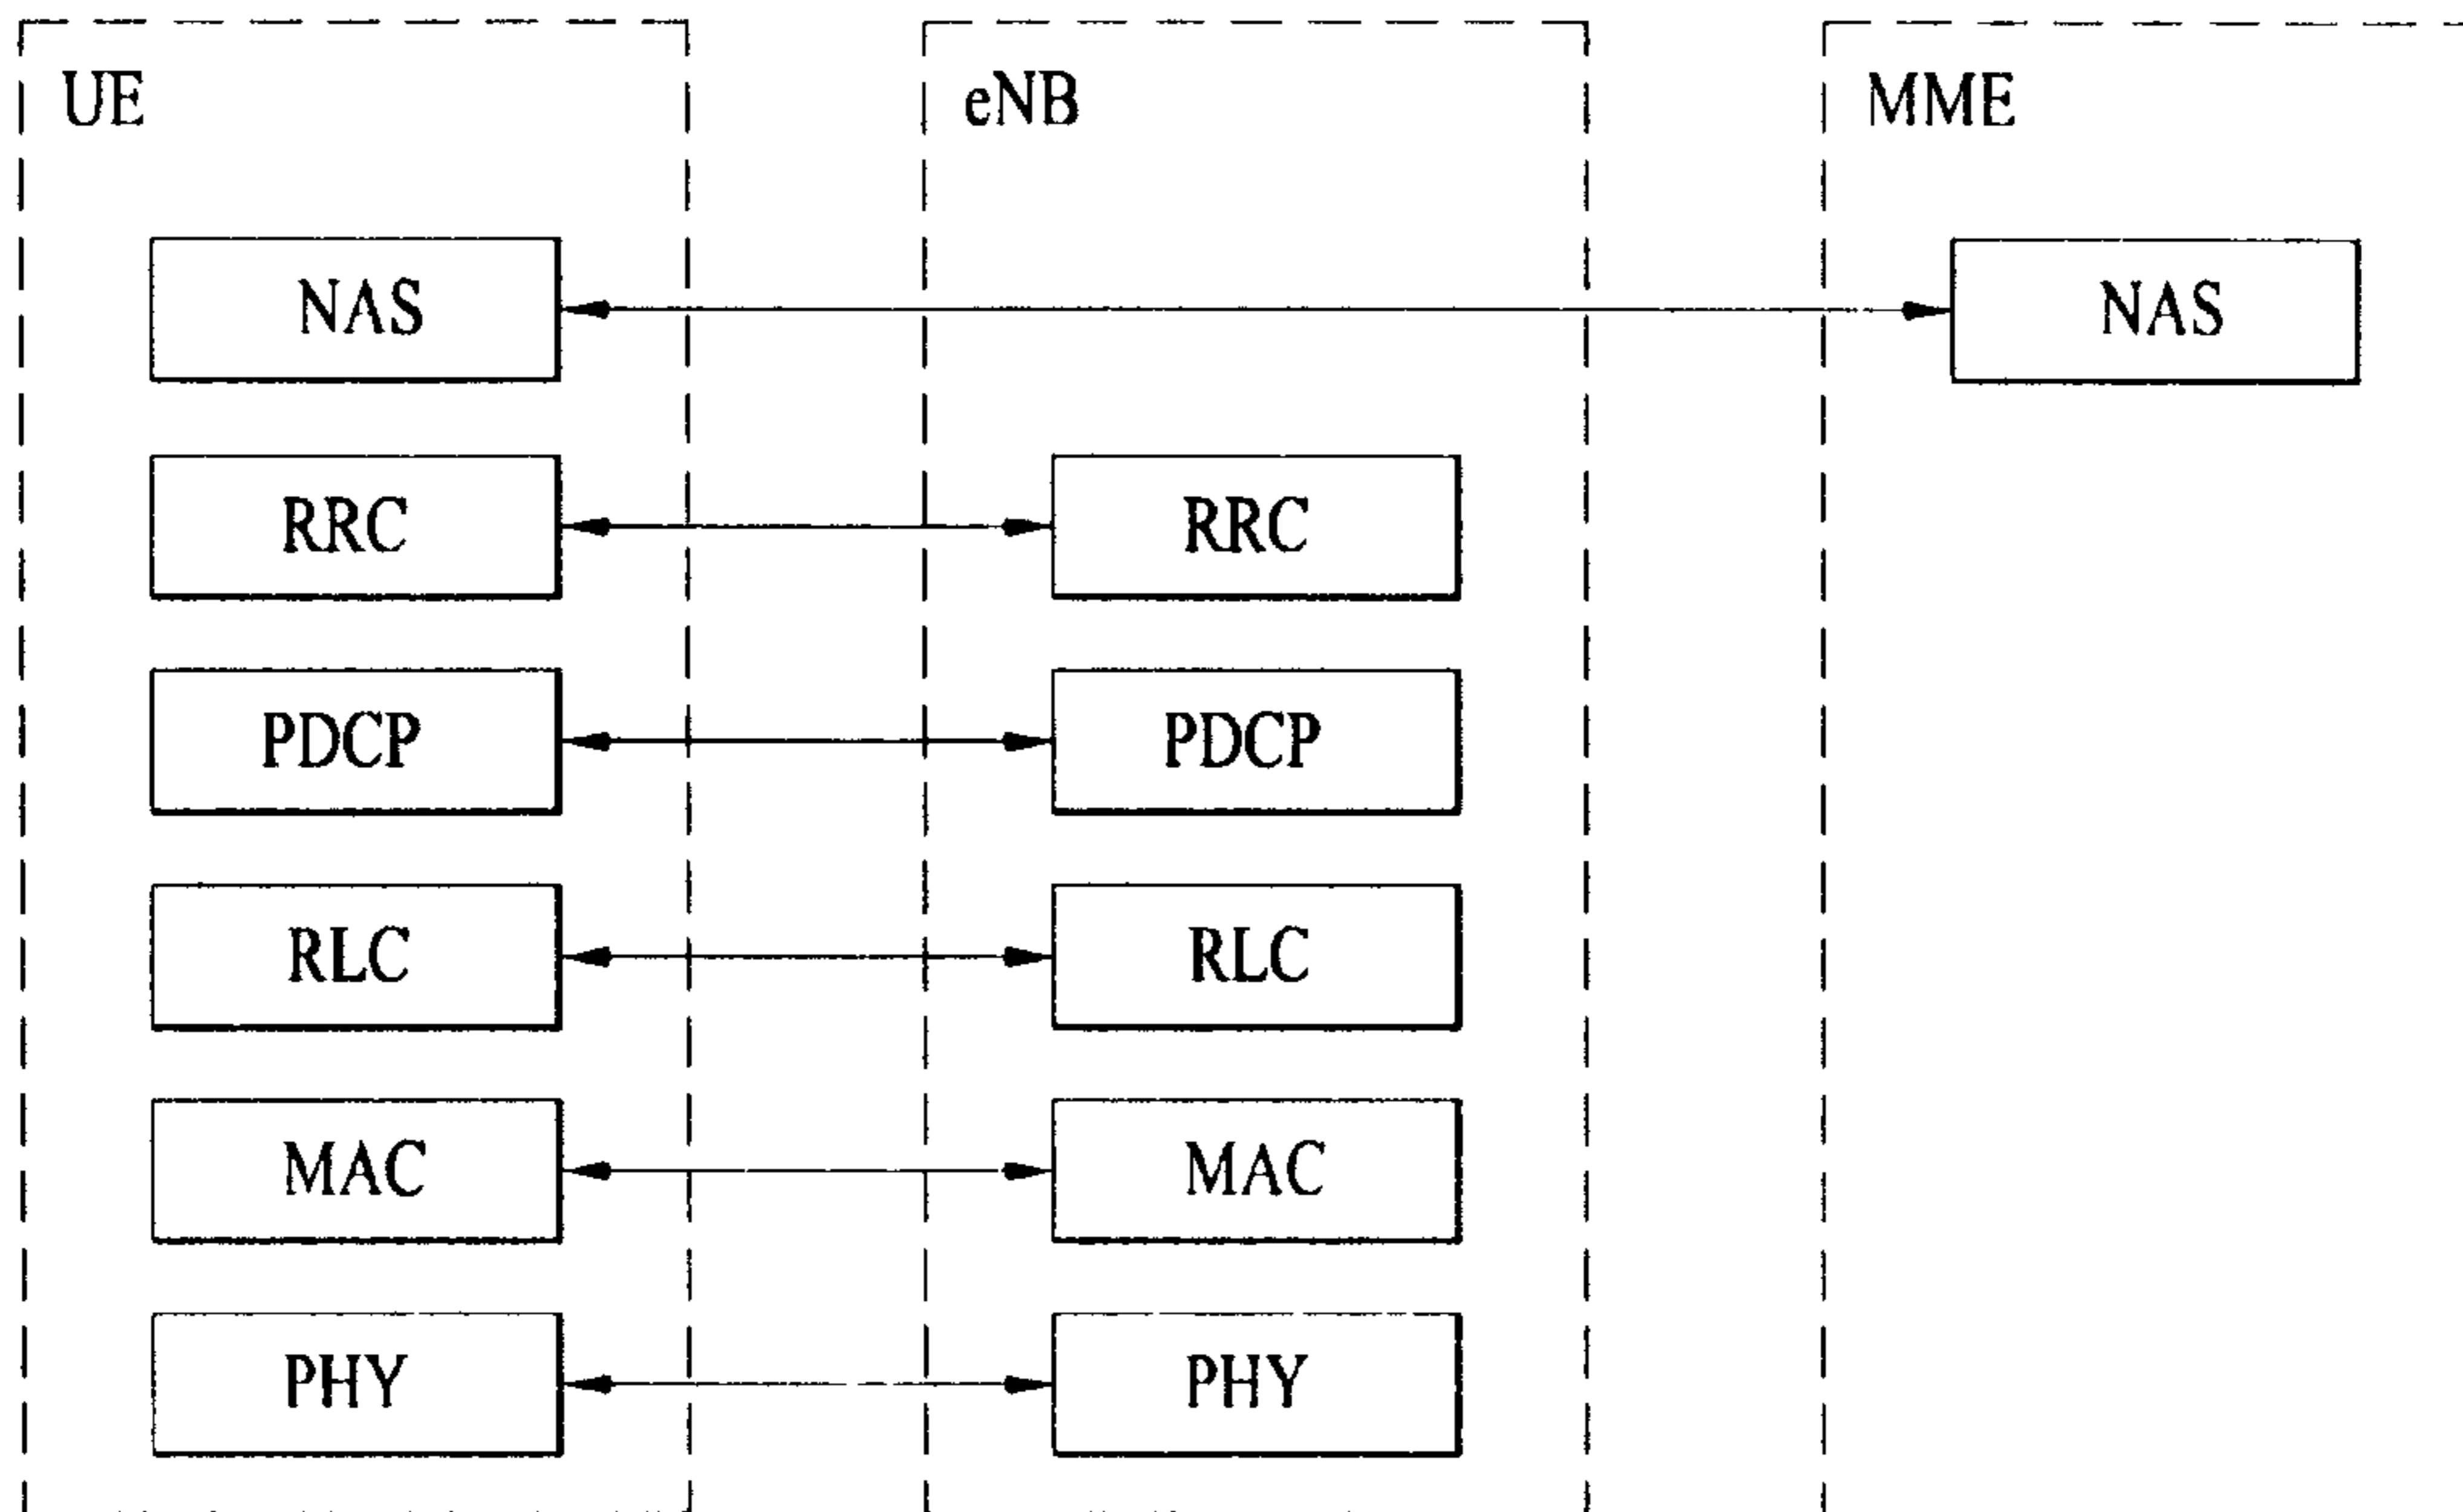 UE
eNB
MME
NAS
NAS
RRC
RRC
PDCP
PDCP
RLC
RLC
MAC
MAC
PHY
PHY